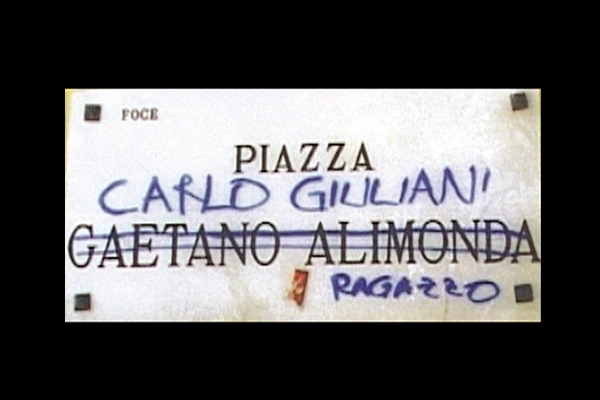 FOCE
PIAZZA
CARLO GIULIANI
GAETANO ALIMONDA
RAGAZZO